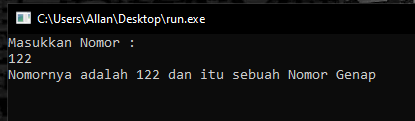 C:\Users\Allan\Desktop\run.exe
Masukkan Nomor :
122
Nomornya adalah 122 dan itu sebuah Nomor Genap